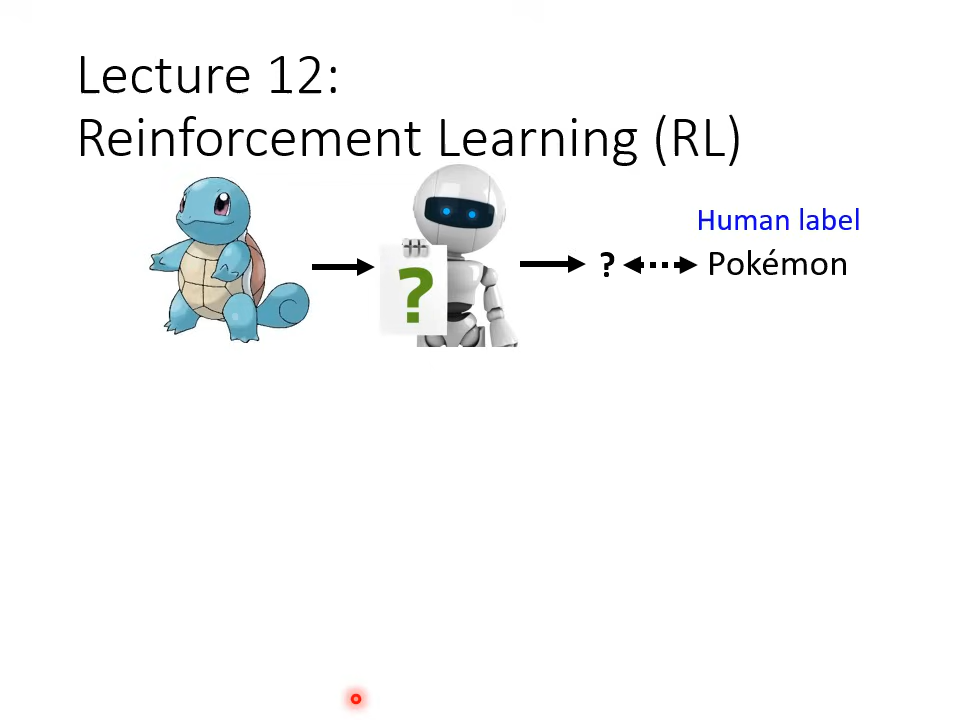 Lecture 12:
Reinforcement Learning (RL)
Human label
?
?
Pokémon